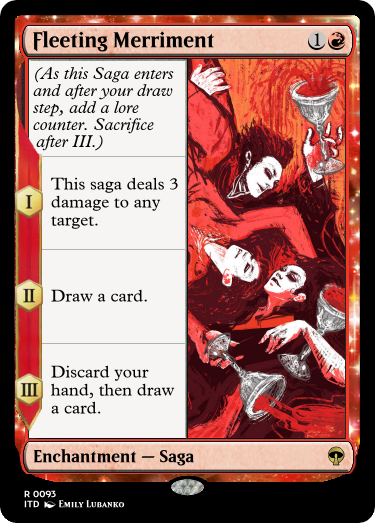 Fleeting Merriment 1
(As this Saga enters
and after your draw
step, add a lore
counter. Sacrifice
after III.)
I
This saga deals 3
damage to any
target.
II
Draw a card.
III
Discard your
hand, then draw
a card.
Enchantment — Saga
R 0093
ITD EMILY LUBANKO